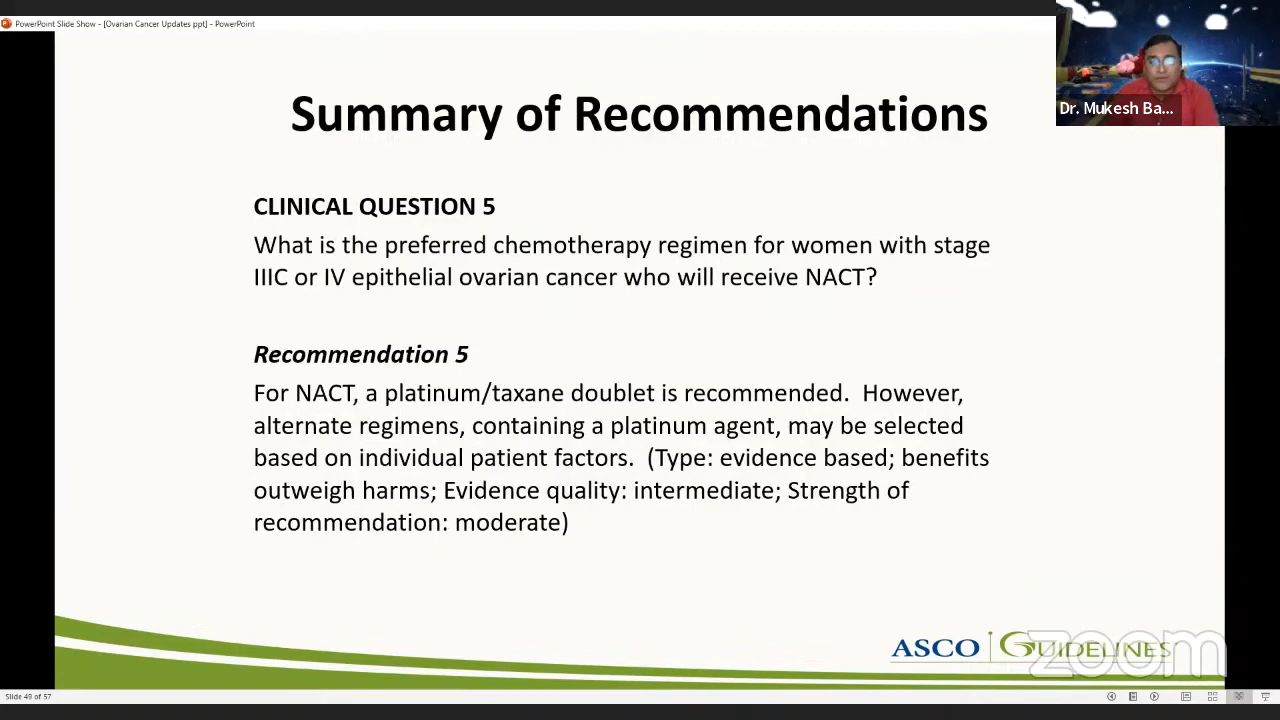 PowerPoint Slide Show - [Ovarian Cancer Updates ppt] - PowerPoint
Dr. Mukesh Ba...
Summary of Recommendations
CLINICAL QUESTION 5
What is the preferred chemotherapy regimen for women with stage
IIIC or IV epithelial ovarian cancer who will receive NACT?
Recommendation 5
For NACT, a platinum/taxane doublet is recommended.  However,
alternate regimens, containing a platinum agent, may be selected
based on individual patient factors.  (Type: evidence based; benefits
outweigh harms; Evidence quality: intermediate; Strength of
recommendation: moderate)
ASCO GUIDELINES
zoom
Slide 49 of 57